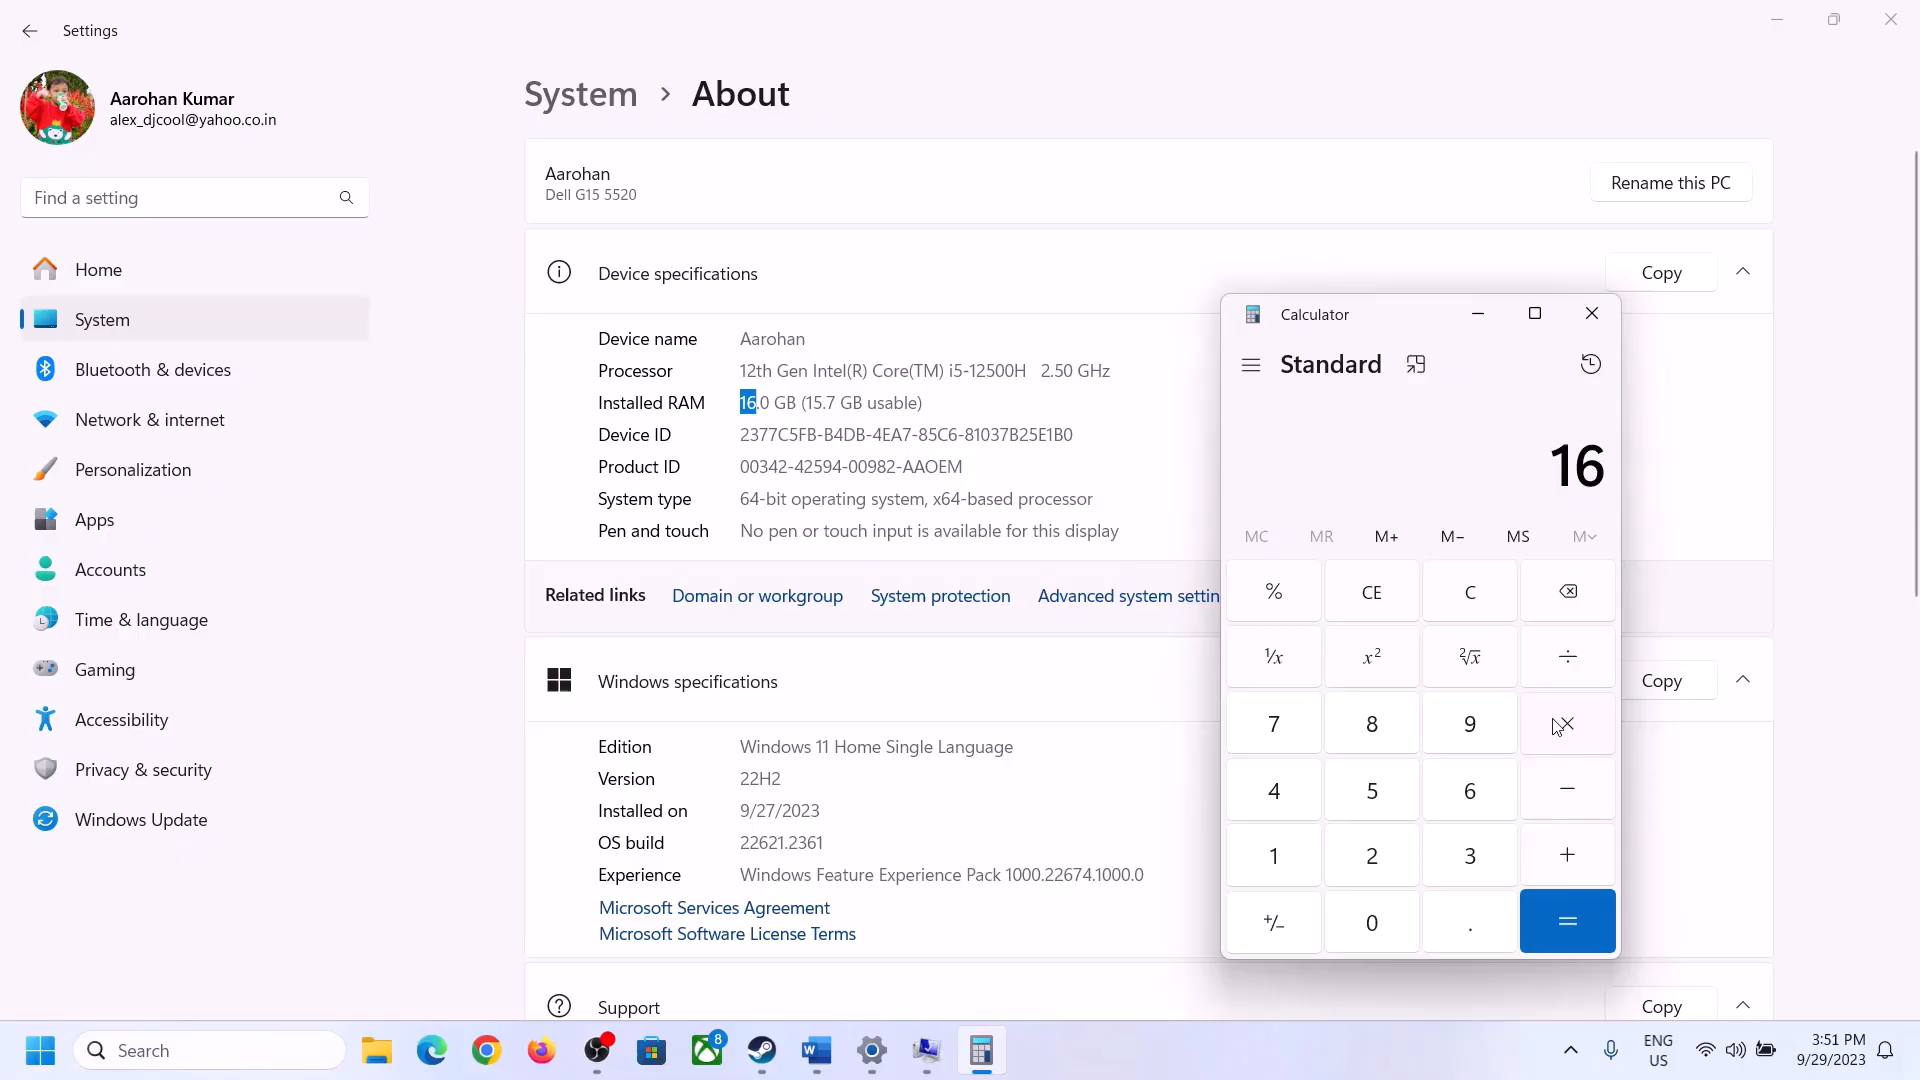 Settings
Aarohan Kumar
alex_djcool@yahoo.co.in
Find a setting
Home
System
Bluetooth & devices
Network & internet
Personalization
Apps
Accounts
Time & language
Gaming
Accessibility
Privacy & security
Windows Update
System > About
Aarohan
Dell G15 5520
Rename this PC
Device specifications
Copy
Device name Aarohan
Processor 12th Gen Intel(R) Core(TM) i5-12500H 2.50 GHz
Installed RAM 16.0 GB (15.7 GB usable)
Device ID 2377C5FB-B4DB-4EA7-85C6-81037B25E1B0
Product ID 00342-42594-00982-AAOEM
System type 64-bit operating system, x64-based processor
Pen and touch No pen or touch input is available for this display
Related links Domain or workgroup System protection Advanced system settin
Windows specifications
Copy
Edition Windows 11 Home Single Language
Version 22H2
Installed on 9/27/2023
OS build 22621.2361
Experience Windows Feature Experience Pack 1000.22674.1000.0
Microsoft Services Agreement
Microsoft Software License Terms
Support
Copy
Calculator
Standard
16
MC MR M+ M− MS M
% CE C
¹/x x² ²√x ÷
7 8 9 ×
4 5 6 −
1 2 3 +
+/− 0 . =
Search
8
ENG
US
3:51 PM
9/29/2023